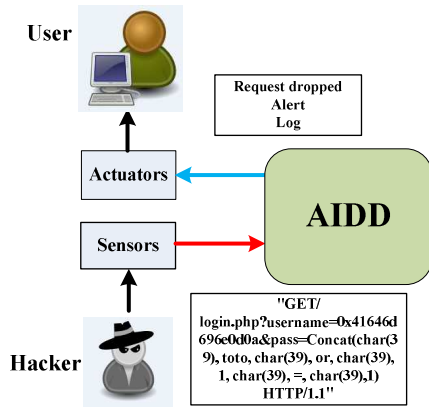 User
Request dropped
Alert
Log
Actuators
AIDD
Sensors
"GET/
login.php?username=0x41646d
696e0d0a&pass=Concat(char(3
9), toto, char(39), or, char(39),
1, char(39), =, char(39),1)
HTTP/1.1"
Hacker